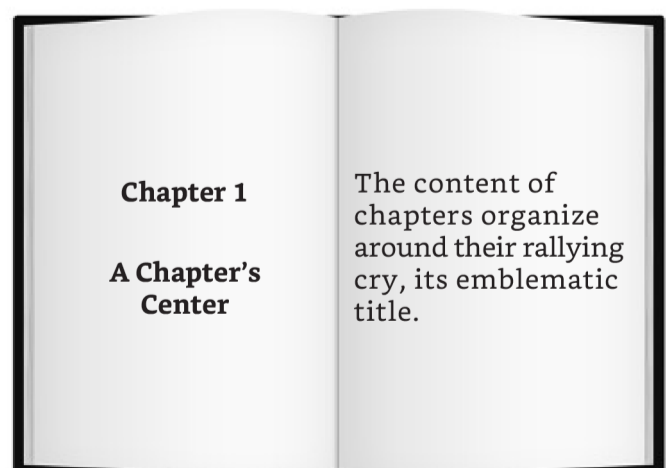 Chapter 1
A Chapter’s
Center
The content of
chapters organize
around their rallying
cry, its emblematic
title.